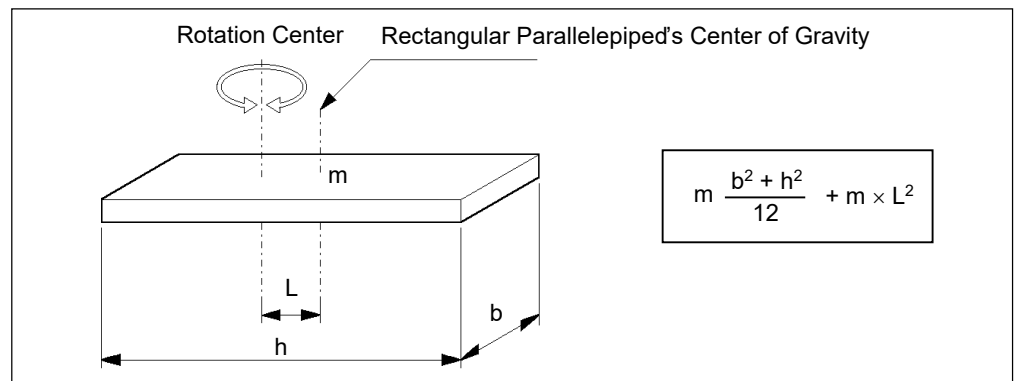 Rotation Center
Rectangular Parallelepiped's Center of Gravity
m
m b² + h² / 12 + m × L²
L
b
h